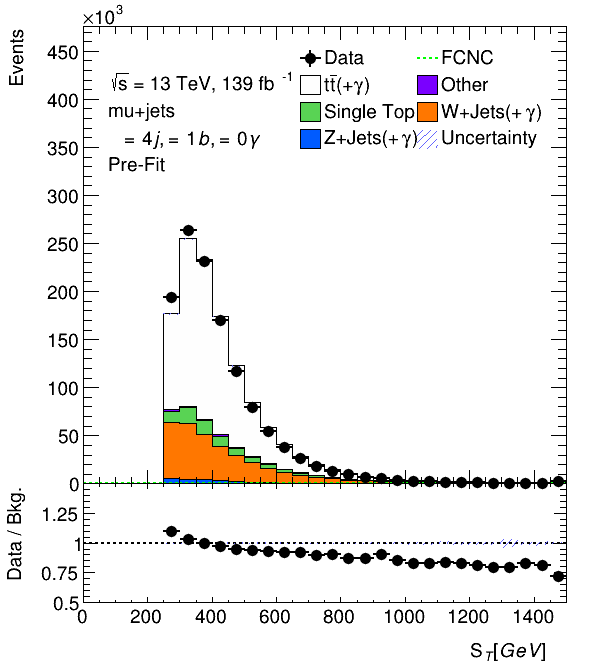 ×10³
Events
450
400
350
300
250
200
150
100
50
0
√s = 13 TeV, 139 fb⁻¹
mu+jets
= 4j, = 1b, = 0γ
Pre-Fit
Data
FCNC
tt̄(+γ)
Other
Single Top
W+Jets(+γ)
Z+Jets(+γ)
Uncertainty
Data / Bkg.
1.25
1
0.75
0.5
0 200 400 600 800 1000 1200 1400
S_T[GeV]